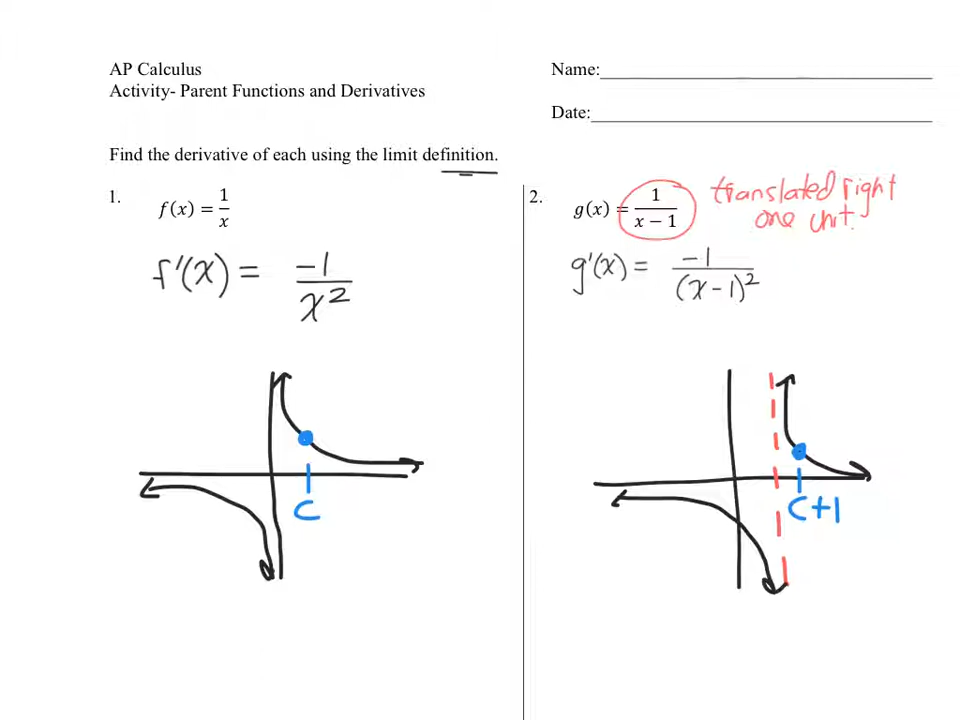 AP Calculus
Activity- Parent Functions and Derivatives
Name:
Date:
Find the derivative of each using the limit definition.
1. f(x) = 1/x
f'(x) = -1/x²
C
2. g(x) = 1/(x − 1)
translated right
one unit.
g'(x) = -1/(x-1)²
C+1